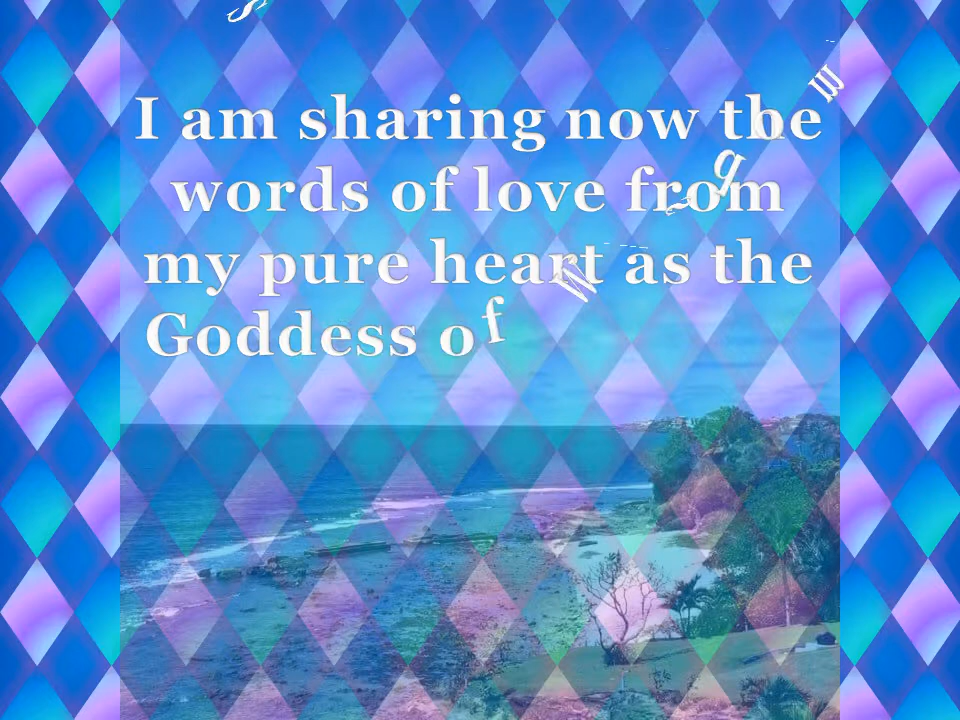 I am sharing now the
words of love from
my pure heart as the
Goddess of